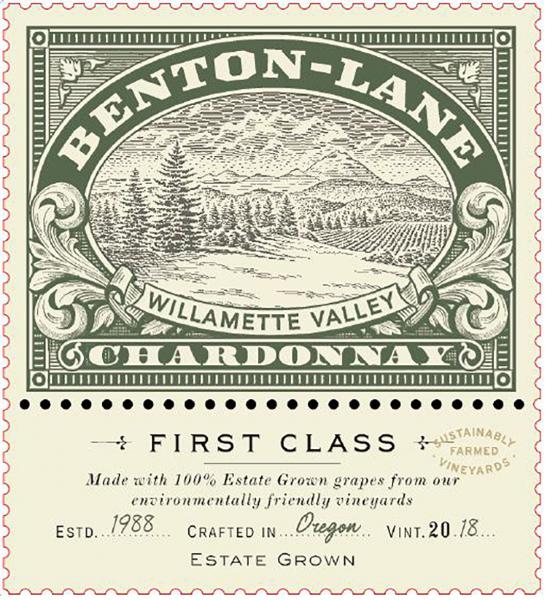 BENTON-LANE
WILLAMETTE VALLEY
CHARDONNAY
FIRST CLASS
SUSTAINABLY
FARMED
VINEYARDS
Made with 100% Estate Grown grapes from our
environmentally friendly vineyards
ESTD. 1988 CRAFTED IN Oregon VINT. 20 18
ESTATE GROWN